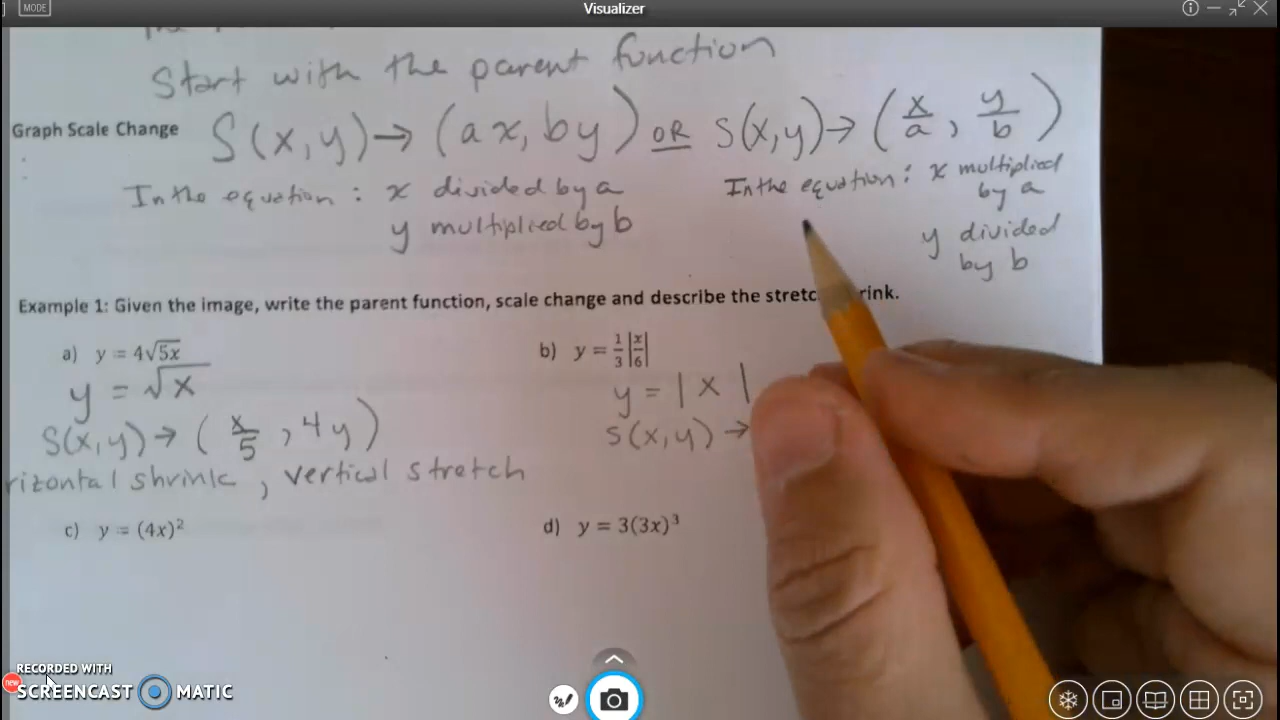 MODE
Visualizer
Start with the parent function
Graph Scale Change S(x,y)→(ax, by) OR S(x,y)→(x/a, y/b)
In the equation : x divided by a
y multiplied by b
In the equation : x multiplied
by a
y divided
by b
Example 1: Given the image, write the parent function, scale change and describe the stretc rink.
a) y = 4√5x
y = √x
S(x,y)→(x/5, 4y)
rizontal shrink, vertical stretch
b) y = 1/3|x/6|
y = |x|
S(x,y)→
c) y = (4x)²
d) y = 3(3x)³
RECORDED WITH
new
SCREENCAST MATIC